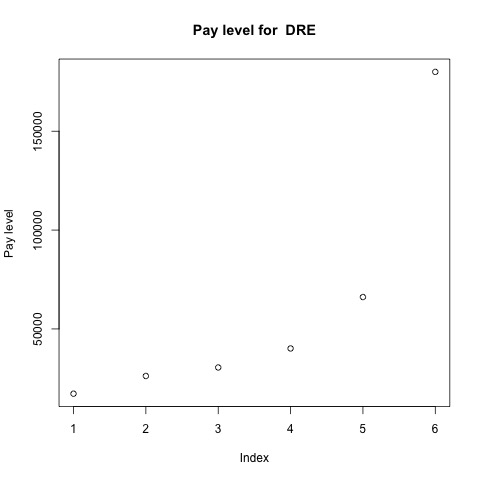 Pay level for  DRE
150000
100000
50000
Pay level
1 2 3 4 5 6
Index